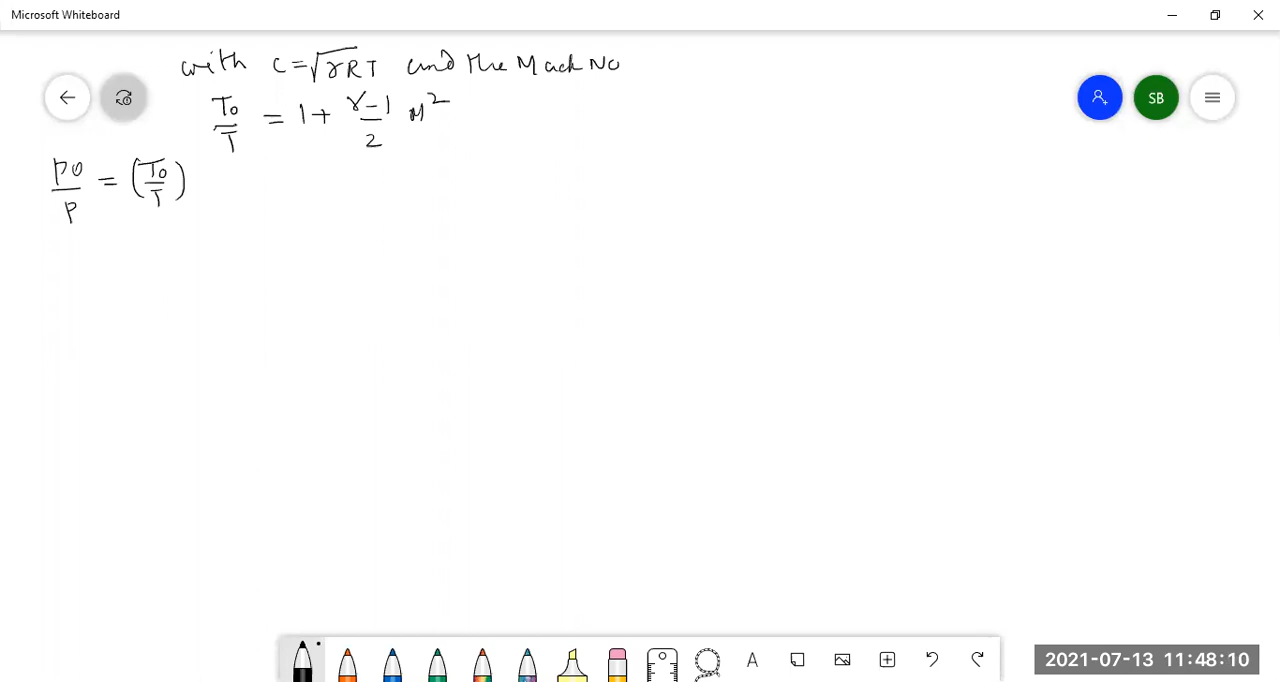 Microsoft Whiteboard
with c = √γRT and the Mach No
T₀/T = 1 + (γ-1)/2 M²
p₀/p = (T₀/T)
SB
A
2021-07-13 11:48:10